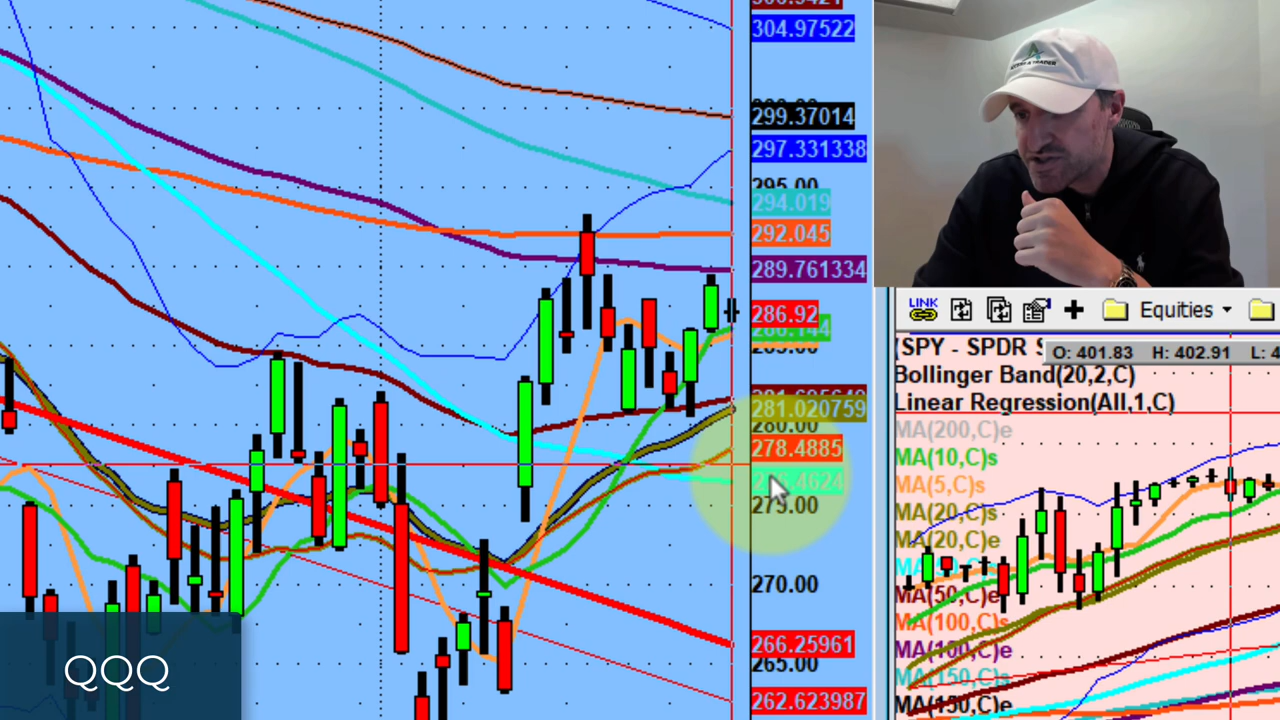 304.97522
299.37014
297.331338
295.00
294.019
292.045
289.761334
286.92
281.020759
280.00
278.4885
275.00
270.00
266.25961
265.00
262.623987
QQQ
LINK
Equities
(SPY - SPDR S
O: 401.83 H: 402.91 L: 4
Bollinger Band(20,2,C)
Linear Regression(All,1,C)
MA(200,C)e
MA(10,C)s
MA(5,C)s
MA(20,C)s
MA(20,C)e
MA(50,C)e
MA(100,C)s
MA(100,C)e
MA(150,C)s
MA(150,C)e